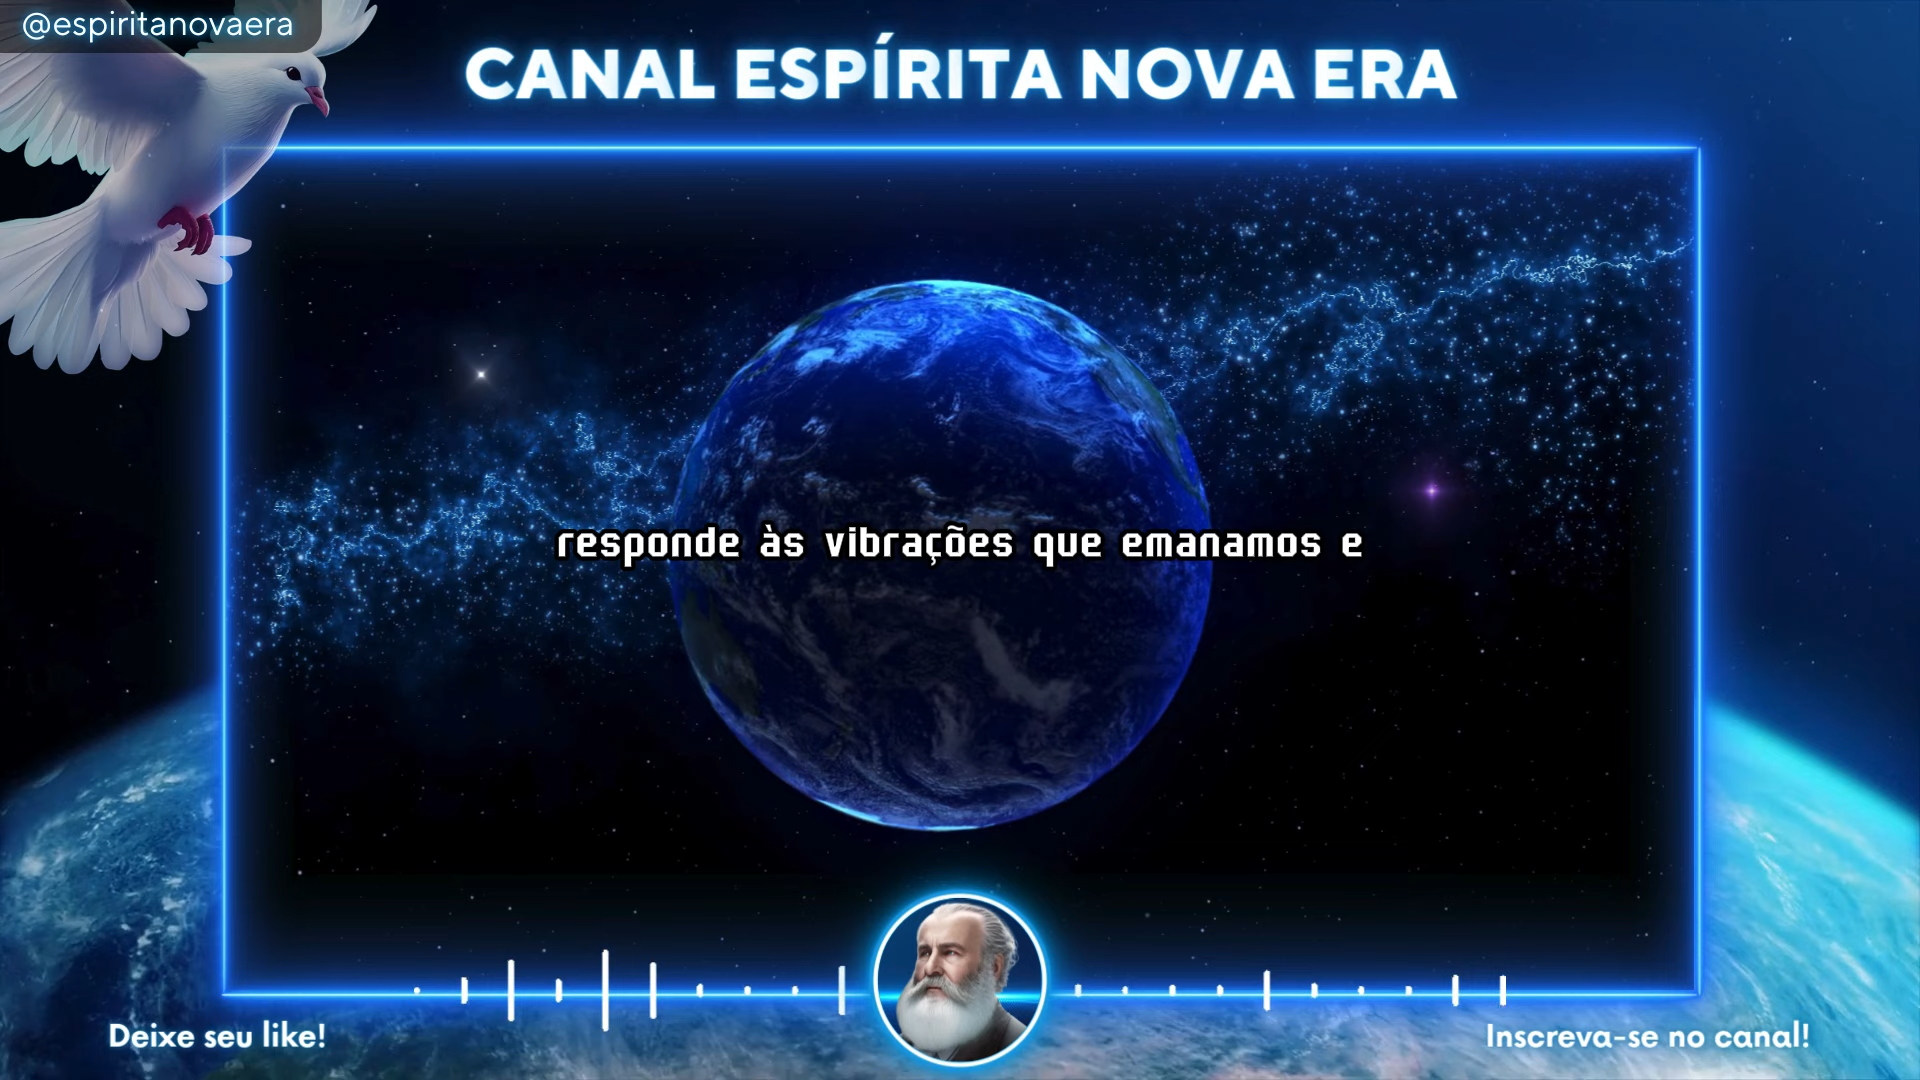 @espiritanovaera
CANAL ESPÍRITA NOVA ERA
responde às vibrações que emanamos e
Deixe seu like!
Inscreva-se no canal!